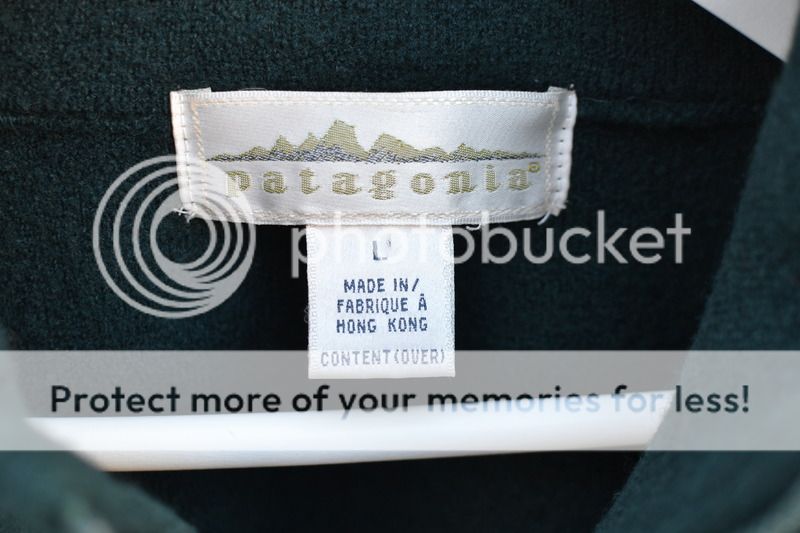 patagonia®
photobucket
L
MADE IN/
FABRIQUE À
HONG KONG
CONTENT(OVER)
Protect more of your memories for less!